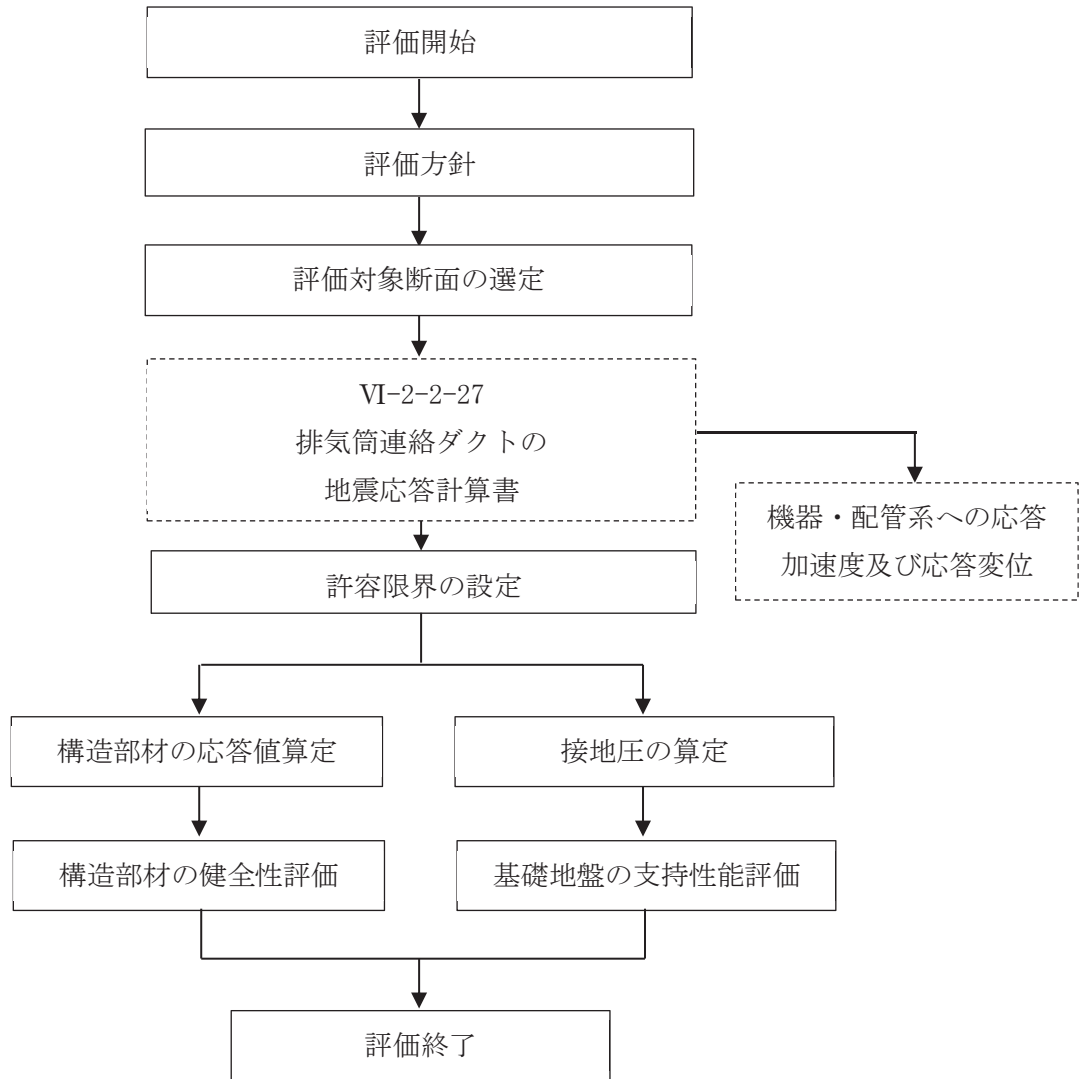 評価開始
評価方針
評価対象断面の選定
Ⅵ-2-2-27
排気筒連絡ダクトの
地震応答計算書
機器・配管系への応答
加速度及び応答変位
許容限界の設定
構造部材の応答値算定
接地圧の算定
構造部材の健全性評価
基礎地盤の支持性能評価
評価終了